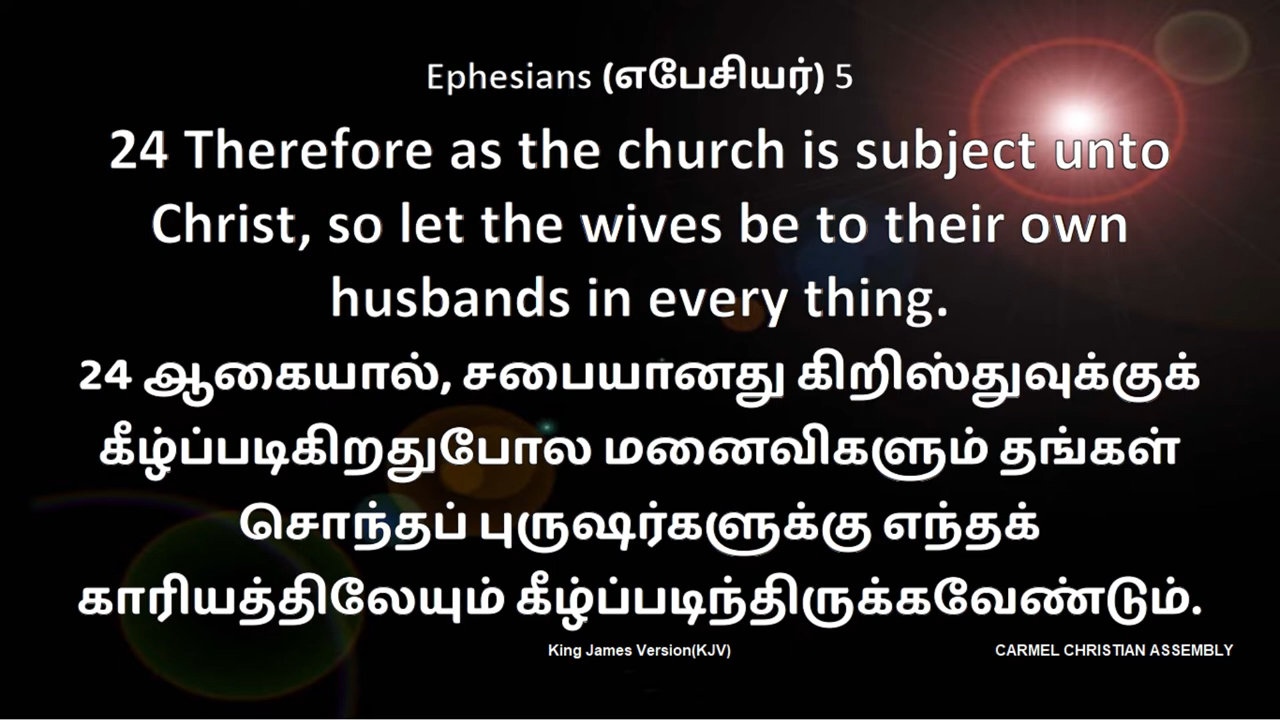 Ephesians (எபேசியர்) 5
24 Therefore as the church is subject unto
Christ, so let the wives be to their own
husbands in every thing.
24 ஆகையால், சபையானது கிறிஸ்துவுக்குக்
கீழ்ப்படிகிறதுபோல மனைவிகளும் தங்கள்
சொந்தப் புருஷர்களுக்கு எந்தக்
காரியத்திலேயும் கீழ்ப்படிந்திருக்கவேண்டும்.
King James Version(KJV)
CARMEL CHRISTIAN ASSEMBLY